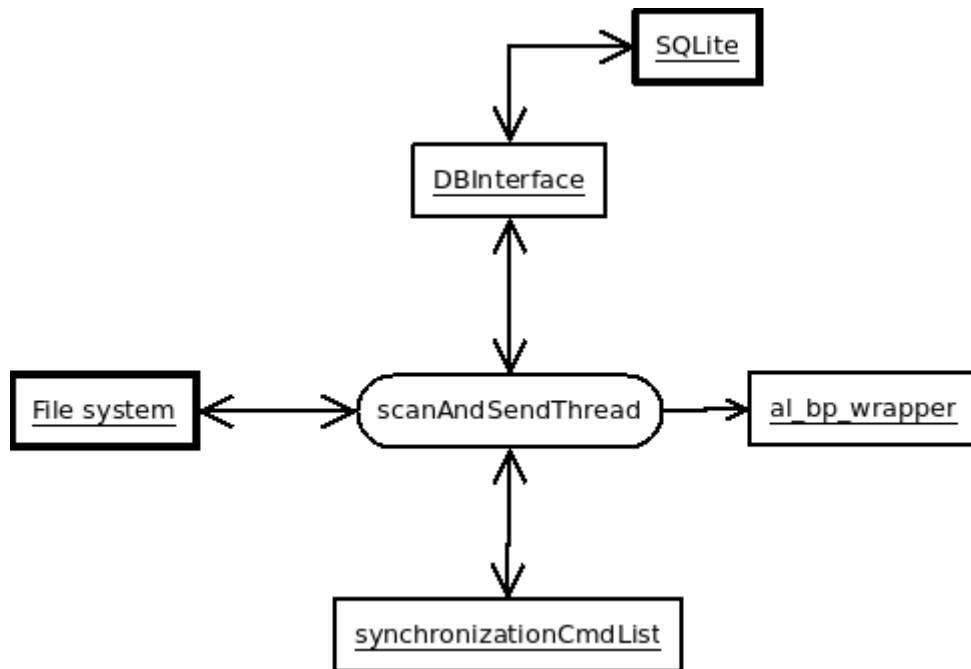 SQLite
DBInterface
File system
scanAndSendThread
al_bp_wrapper
synchronizationCmdList